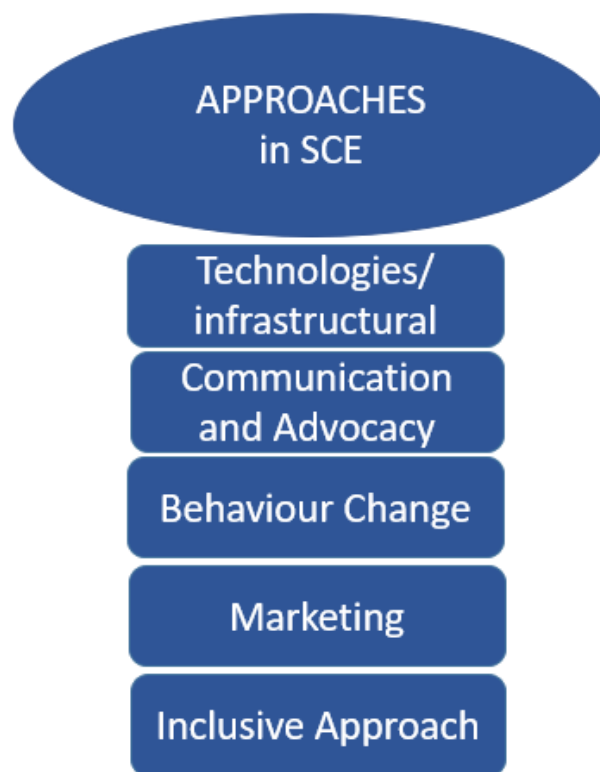 APPROACHES
in SCE
Technologies/
infrastructural
Communication
and Advocacy
Behaviour Change
Marketing
Inclusive Approach